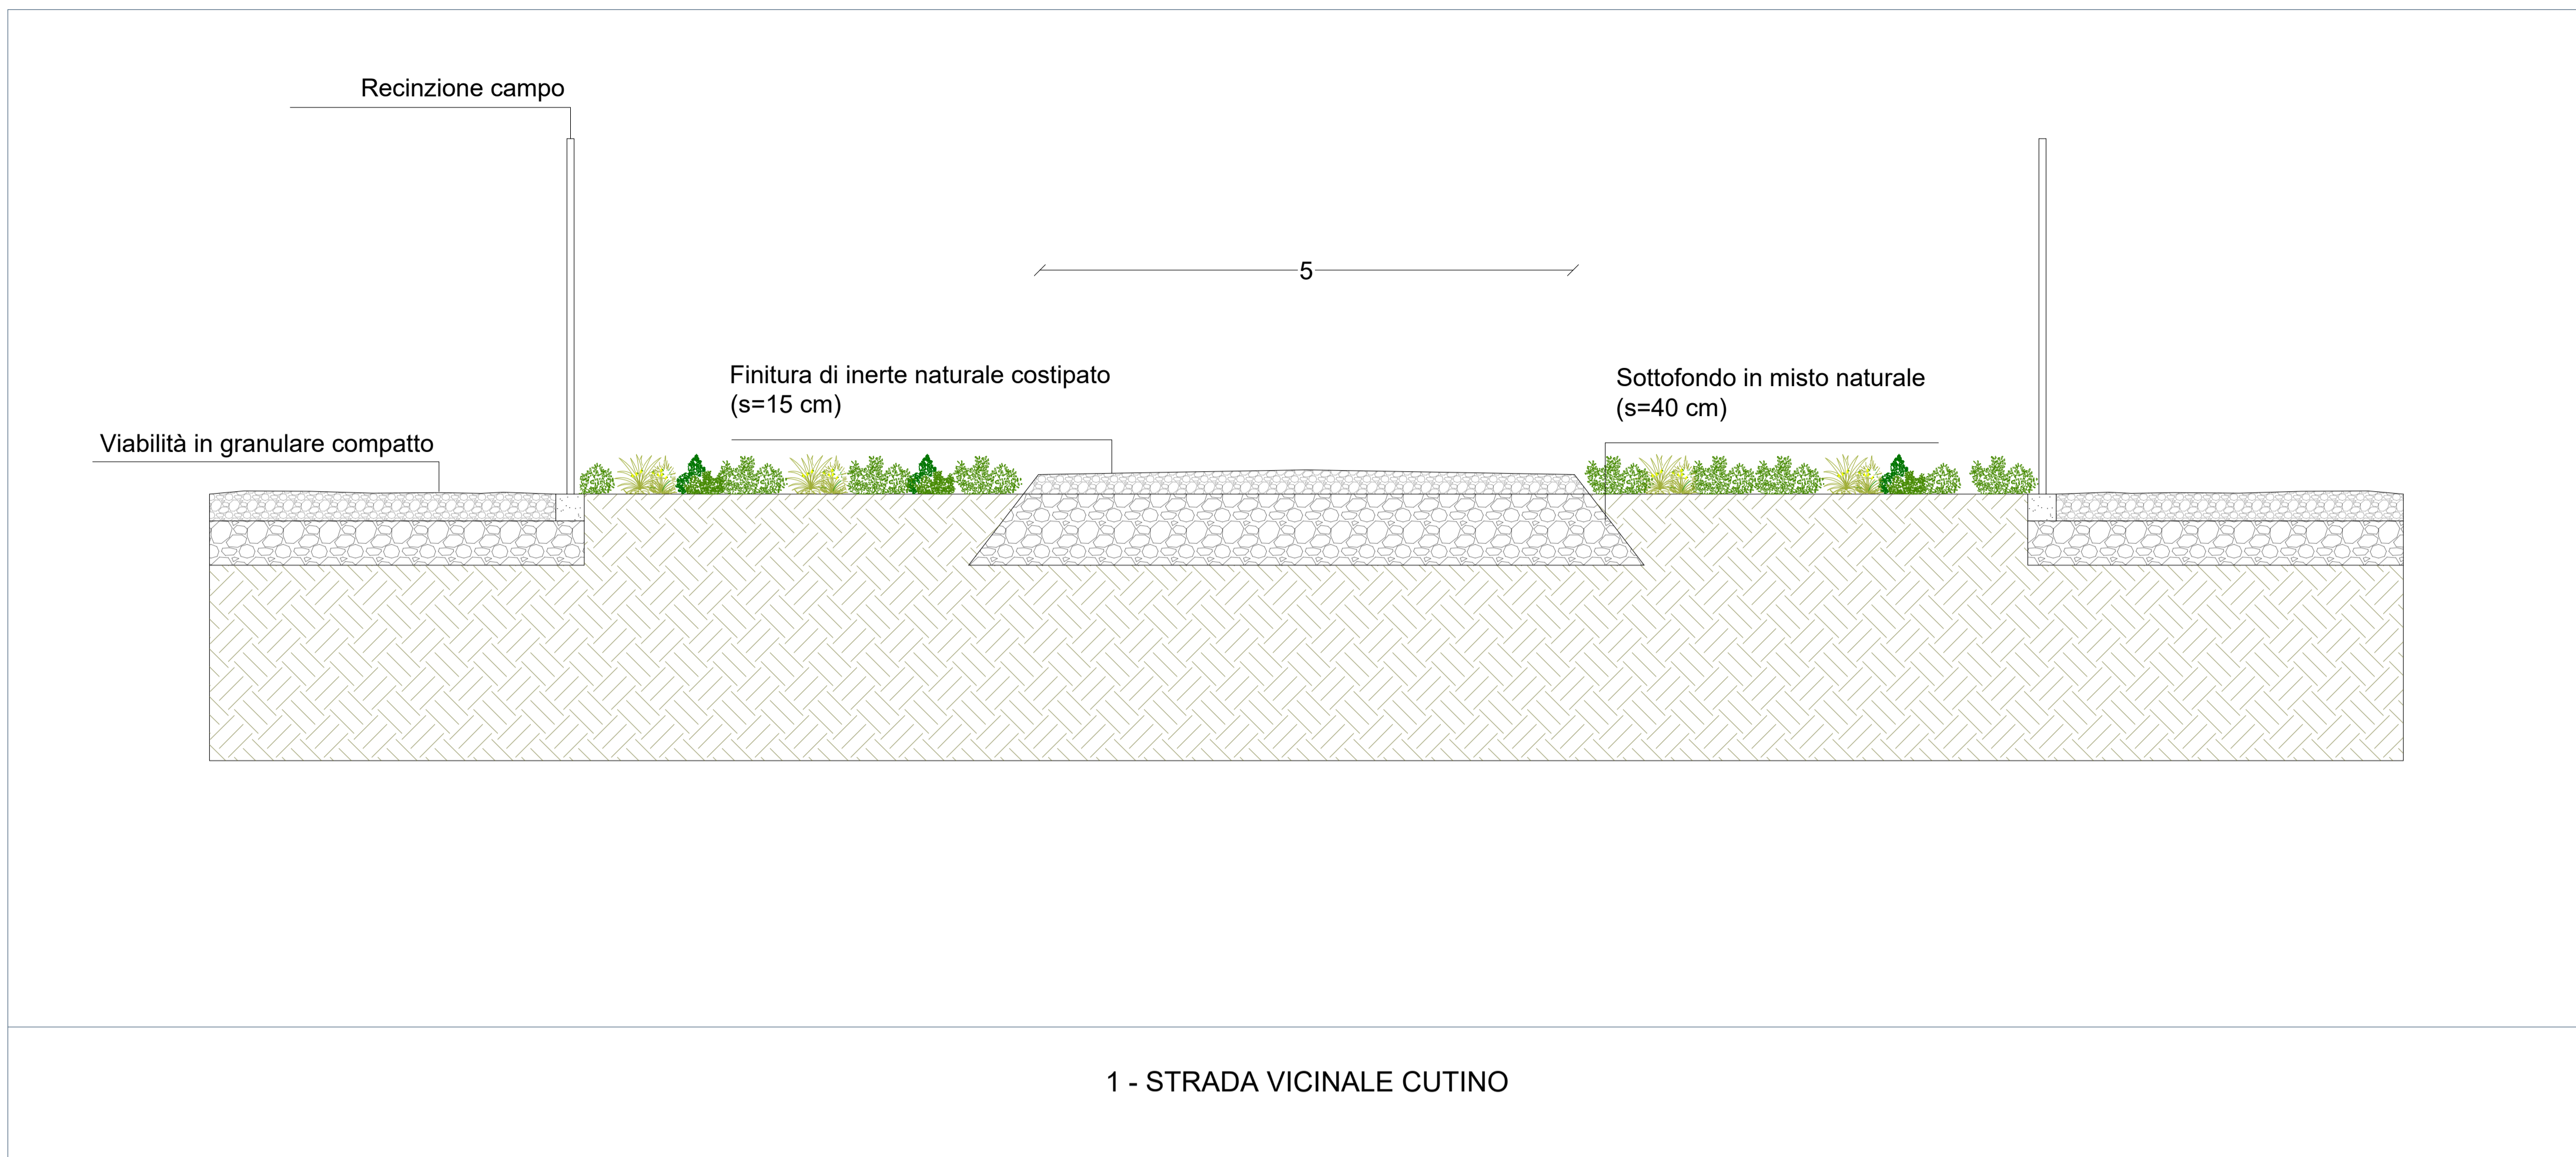 Recinzione campo
5
Finitura di inerte naturale costipato
(s=15 cm)
Sottofondo in misto naturale
(s=40 cm)
Viabilità in granulare compatto
1 - STRADA VICINALE CUTINO